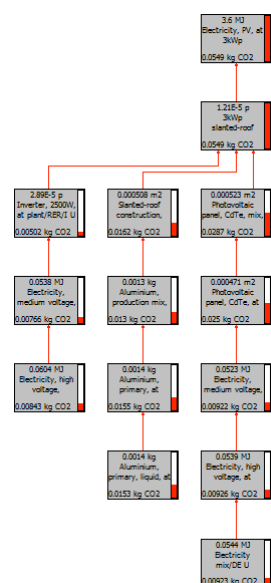 3.6 MJ
Electricity, PV, at
3kWp
0.0549 kg CO2
1.21E-5 p
3kWp
slanted-roof
0.0549 kg CO2
2.89E-5 p
Inverter, 2500W,
at plant/RER/I U
0.00502 kg CO2
0.000508 m2
Slanted-roof
construction,
0.0162 kg CO2
0.000523 m2
Photovoltaic
panel, CdTe, mix,
0.0287 kg CO2
0.0538 MJ
Electricity,
medium voltage,
0.00766 kg CO2
0.0013 kg
Aluminium,
production mix,
0.013 kg CO2
0.000471 m2
Photovoltaic
panel, CdTe, at
0.025 kg CO2
0.0604 MJ
Electricity, high
voltage,
0.00843 kg CO2
0.0014 kg
Aluminium,
primary, at
0.0155 kg CO2
0.0523 MJ
Electricity,
medium voltage,
0.00922 kg CO2
0.0014 kg
Aluminium,
primary, liquid, at
0.0153 kg CO2
0.0539 MJ
Electricity, high
voltage, at
0.00926 kg CO2
0.0544 MJ
Electricity
mix/DE U
0.00923 kg CO2